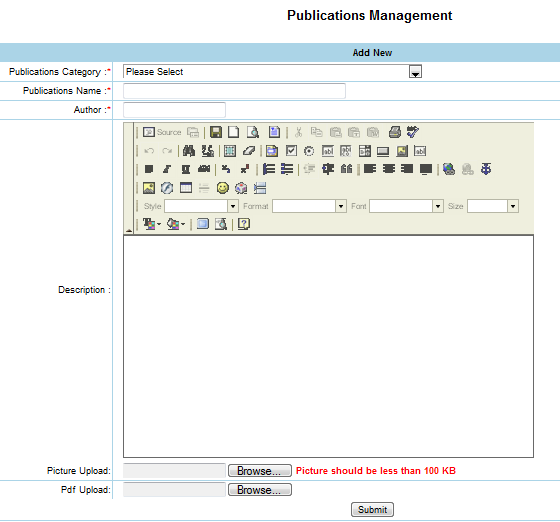 Publications Management
Add New
Publications Category :* Please Select
Publications Name :*
Author :*
Source
Style Format Font Size
Description :
Picture Upload: Browse... Picture should be less than 100 KB
Pdf Upload: Browse...
Submit